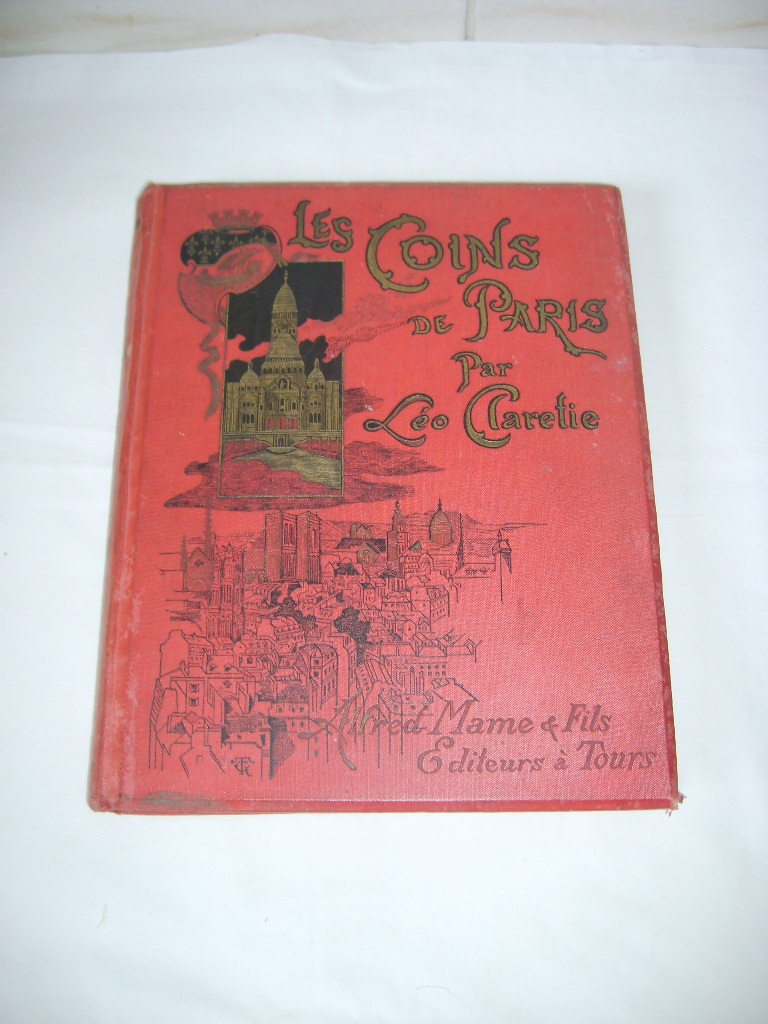 LES COINS
DE PARIS
Par
Léo Claretie
Alfred Mame & Fils
Editeurs à Tours